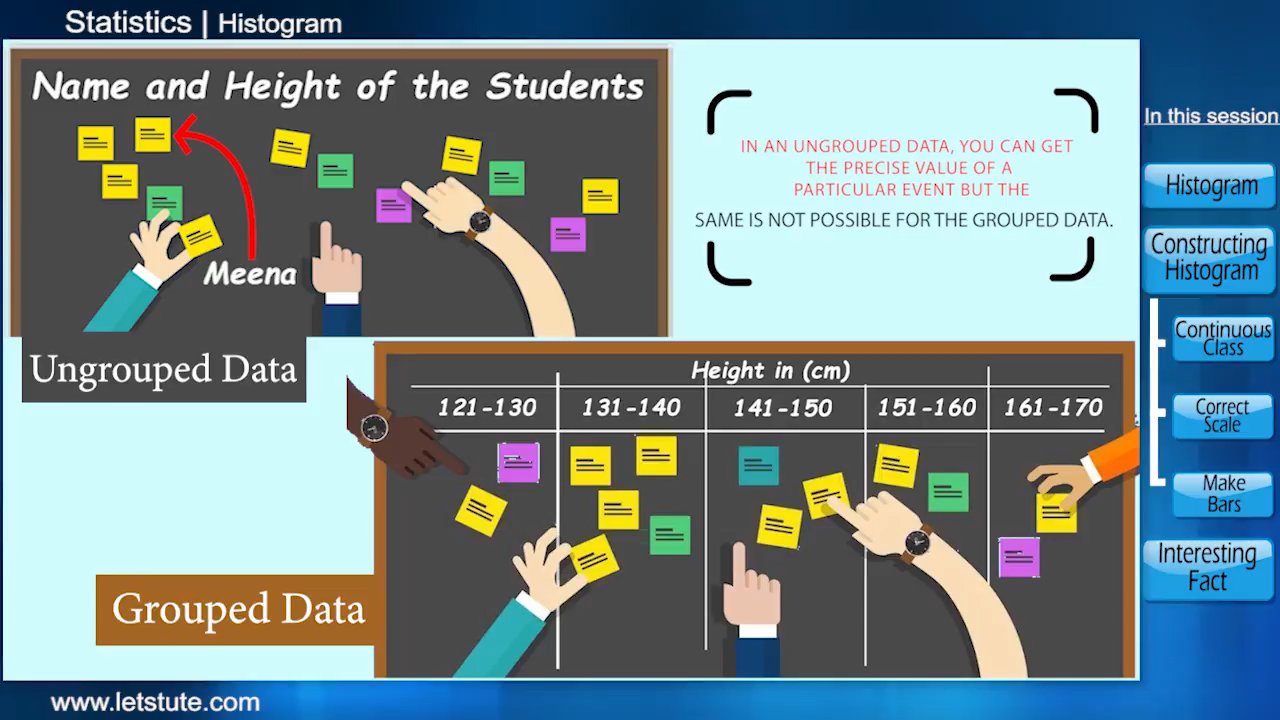 Statistics | Histogram
Name and Height of the Students
Meena
Ungrouped Data
IN AN UNGROUPED DATA, YOU CAN GET
THE PRECISE VALUE OF A
PARTICULAR EVENT BUT THE
SAME IS NOT POSSIBLE FOR THE GROUPED DATA.
Height in (cm)
121-130 131-140 141-150 151-160 161-170
Grouped Data
In this session
Histogram
Constructing
Histogram
Continuous
Class
Correct
Scale
Make
Bars
Interesting
Fact
www.letstute.com